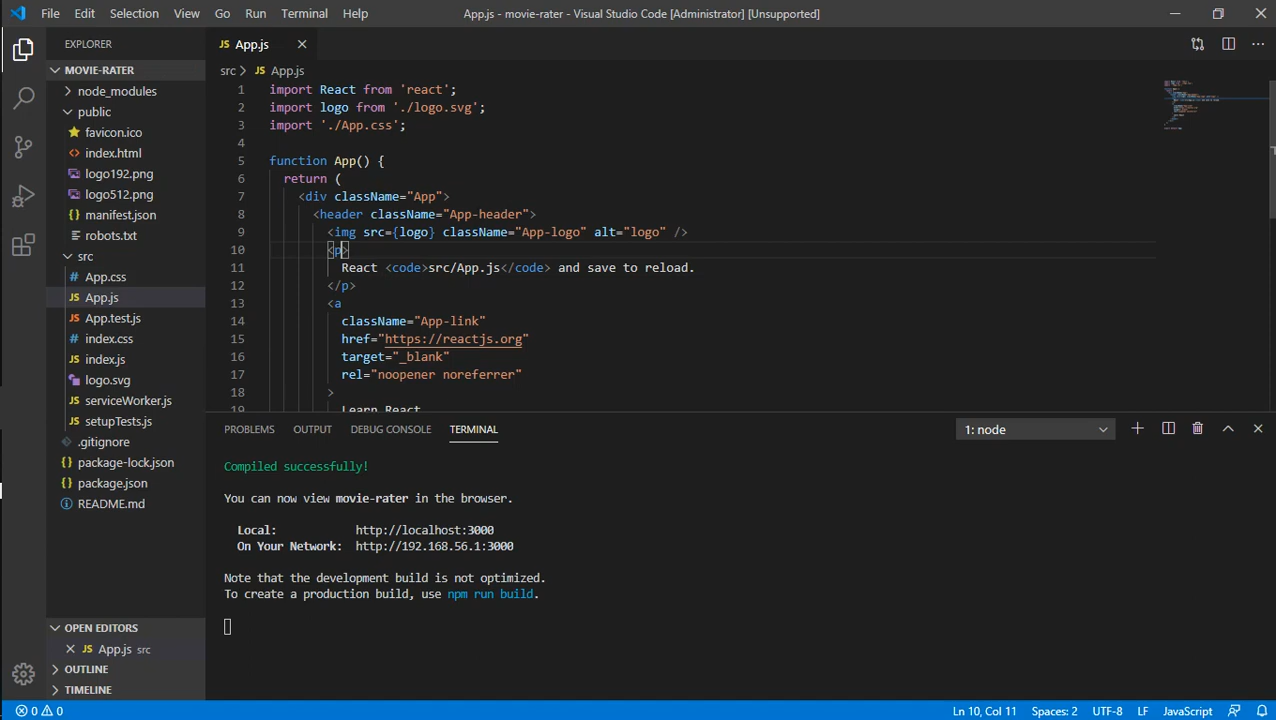 File Edit Selection View Go Run Terminal Help
App.js - movie-rater - Visual Studio Code [Administrator] [Unsupported]
EXPLORER
MOVIE-RATER
node_modules
public
favicon.ico
index.html
logo192.png
logo512.png
manifest.json
robots.txt
src
App.css
App.js
App.test.js
index.css
index.js
logo.svg
serviceWorker.js
setupTests.js
.gitignore
package-lock.json
package.json
README.md
OPEN EDITORS
JS App.js src
OUTLINE
TIMELINE
JS App.js
src > JS App.js
1 import React from 'react';
2 import logo from './logo.svg';
3 import './App.css';
4
5 function App() {
6 return (
7 <div className="App">
8 <header className="App-header">
9 <img src={logo} className="App-logo" alt="logo" />
10 <p>
11 React <code>src/App.js</code> and save to reload.
12 </p>
13 <a
14 className="App-link"
15 href="https://reactjs.org"
16 target="_blank"
17 rel="noopener noreferrer"
18 >
19 Learn React
PROBLEMS OUTPUT DEBUG CONSOLE TERMINAL 1: node
Compiled successfully!
You can now view movie-rater in the browser.
Local: http://localhost:3000
On Your Network: http://192.168.56.1:3000
Note that the development build is not optimized.
To create a production build, use npm run build.
0 0 Ln 10, Col 11 Spaces: 2 UTF-8 LF JavaScript